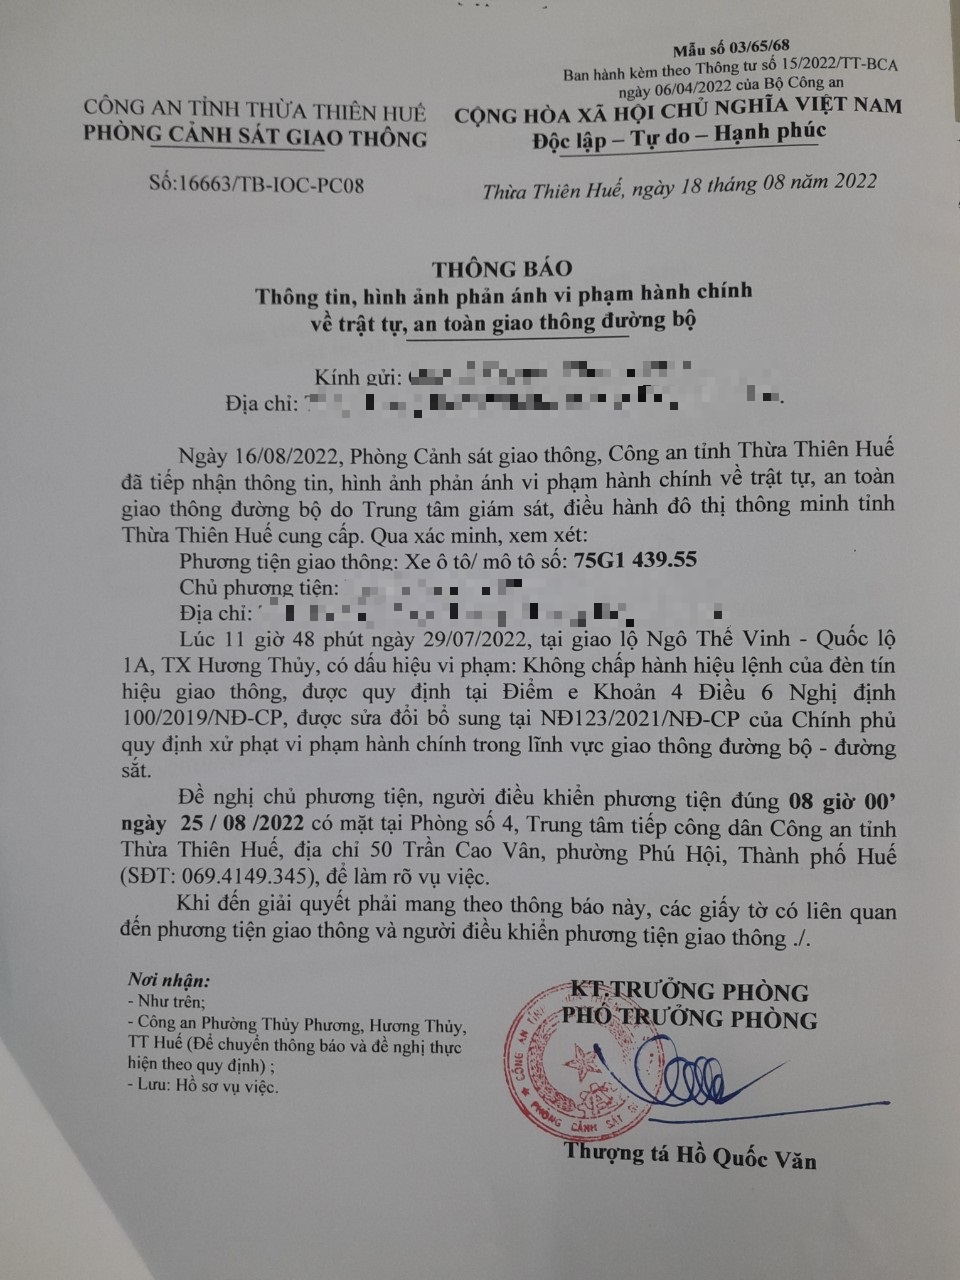 Mẫu số 03/65/68
Ban hành kèm theo Thông tư số 15/2022/TT-BCA
ngày 06/04/2022 của Bộ Công an
CÔNG AN TỈNH THỪA THIÊN HUẾ
PHÒNG CẢNH SÁT GIAO THÔNG
CỘNG HÒA XÃ HỘI CHỦ NGHĨA VIỆT NAM
Độc lập – Tự do – Hạnh phúc
Số:16663/TB-IOC-PC08
Thừa Thiên Huế, ngày 18 tháng 08 năm 2022
THÔNG BÁO
Thông tin, hình ảnh phản ánh vi phạm hành chính
về trật tự, an toàn giao thông đường bộ
Kính gửi:
Địa chỉ:
Ngày 16/08/2022, Phòng Cảnh sát giao thông, Công an tỉnh Thừa Thiên Huế
đã tiếp nhận thông tin, hình ảnh phản ánh vi phạm hành chính về trật tự, an toàn
giao thông đường bộ do Trung tâm giám sát, điều hành đô thị thông minh tỉnh
Thừa Thiên Huế cung cấp. Qua xác minh, xem xét:
Phương tiện giao thông: Xe ô tô/ mô tô số: 75G1 439.55
Chủ phương tiện:
Địa chỉ:
Lúc 11 giờ 48 phút ngày 29/07/2022, tại giao lộ Ngô Thế Vinh - Quốc lộ
1A, TX Hương Thủy, có dấu hiệu vi phạm: Không chấp hành hiệu lệnh của đèn tín
hiệu giao thông, được quy định tại Điểm e Khoản 4 Điều 6 Nghị định
100/2019/NĐ-CP, được sửa đổi bổ sung tại NĐ123/2021/NĐ-CP của Chính phủ
quy định xử phạt vi phạm hành chính trong lĩnh vực giao thông đường bộ - đường
sắt.
Đề nghị chủ phương tiện, người điều khiển phương tiện đúng 08 giờ 00’
ngày 25 / 08 /2022 có mặt tại Phòng số 4, Trung tâm tiếp công dân Công an tỉnh
Thừa Thiên Huế, địa chỉ 50 Trần Cao Vân, phường Phú Hội, Thành phố Huế
(SĐT: 069.4149.345), để làm rõ vụ việc.
Khi đến giải quyết phải mang theo thông báo này, các giấy tờ có liên quan
đến phương tiện giao thông và người điều khiển phương tiện giao thông ./.
Nơi nhận:
- Như trên;
- Công an Phường Thủy Phương, Hương Thủy,
TT Huế (Để chuyển thông báo và đề nghị thực
hiện theo quy định) ;
- Lưu: Hồ sơ vụ việc.
KT.TRƯỞNG PHÒNG
PHÓ TRƯỞNG PHÒNG
PHÒNG CẢNH SÁT
Thượng tá Hồ Quốc Văn